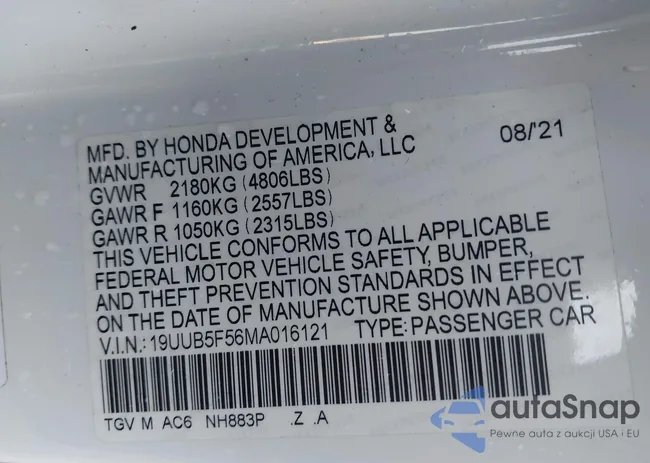 MFD. BY HONDA DEVELOPMENT & 08/'21
MANUFACTURING OF AMERICA, LLC
GVWR 2180KG (4806LBS)
GAWR F 1160KG (2557LBS)
GAWR R 1050KG (2315LBS)
THIS VEHICLE CONFORMS TO ALL APPLICABLE
FEDERAL MOTOR VEHICLE SAFETY, BUMPER,
AND THEFT PREVENTION STANDARDS IN EFFECT
ON THE DATE OF MANUFACTURE SHOWN ABOVE.
V.I.N.: 19UUB5F56MA016121 TYPE: PASSENGER CAR
TGV M AC6 NH883P .Z .A
autaSnap
Pewne auta z aukcji USA i EU